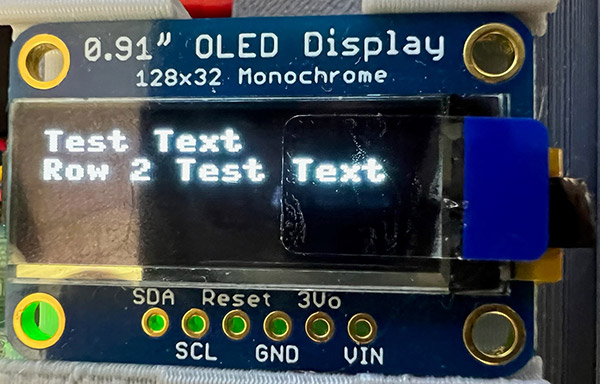 0.91” OLED Display
128x32 Monochrome
Test Text
Row 2 Test Text
SDA Reset 3Vo
SCL GND VIN